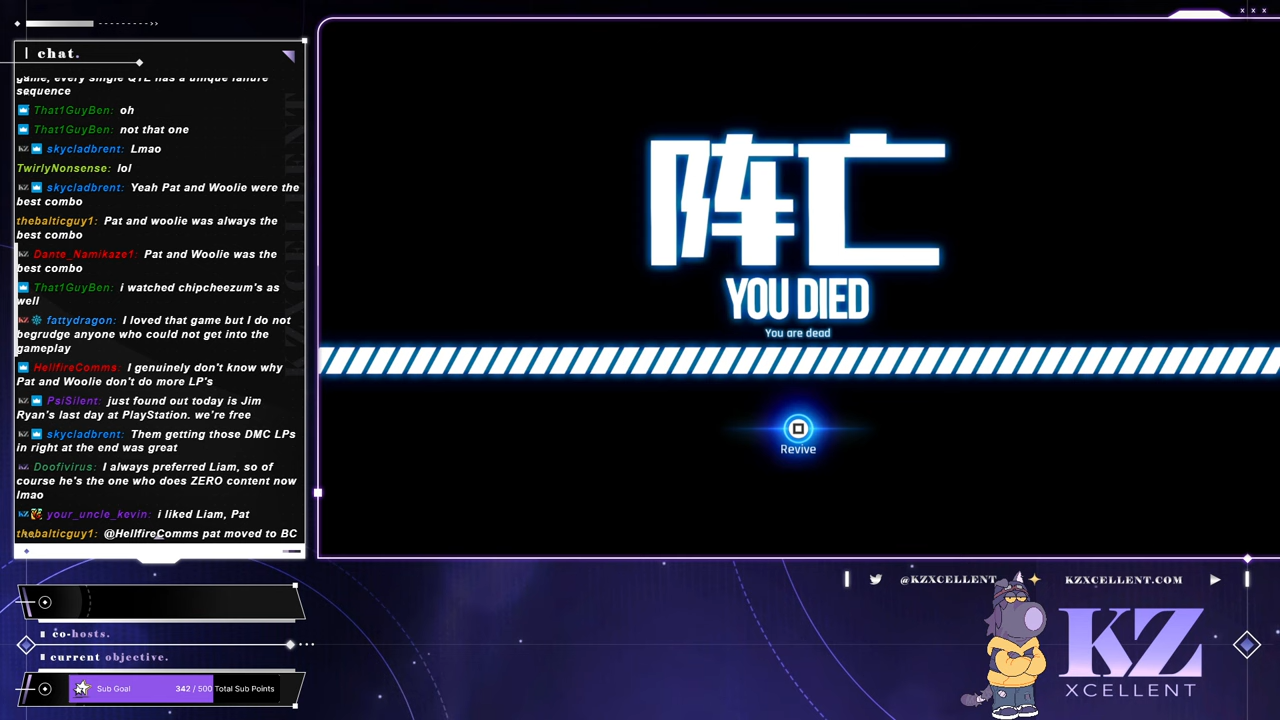 x x x
| chat.
game, every single QTE has a unique failure
sequence
That1GuyBen: oh
That1GuyBen: not that one
skycladbrent: Lmao
TwirlyNonsense: lol
skycladbrent: Yeah Pat and Woolie were the
best combo
thebalticguy1: Pat and woolie was always the
best combo
Dante_Namikaze1: Pat and Woolie was the
best combo
That1GuyBen: i watched chipcheezum's as
well
fattydragon: I loved that game but I do not
begrudge anyone who could not get into the
gameplay
HellfireComms: I genuinely don't know why
Pat and Woolie don't do more LP's
PsiSilent: just found out today is Jim
Ryan's last day at PlayStation. we're free
skycladbrent: Them getting those DMC LPs
in right at the end was great
Doofivirus: I always preferred Liam, so of
course he's the one who does ZERO content now
lmao
your_uncle_kevin: i liked Liam, Pat
thebalticguy1: @HellfireComms pat moved to BC
阵亡
YOU DIED
You are dead
Revive
@KZXCELLENT
KZXCELLENT.COM
co-hosts.
current objective.
Sub Goal 342 / 500 Total Sub Points
KZ
XCELLENT